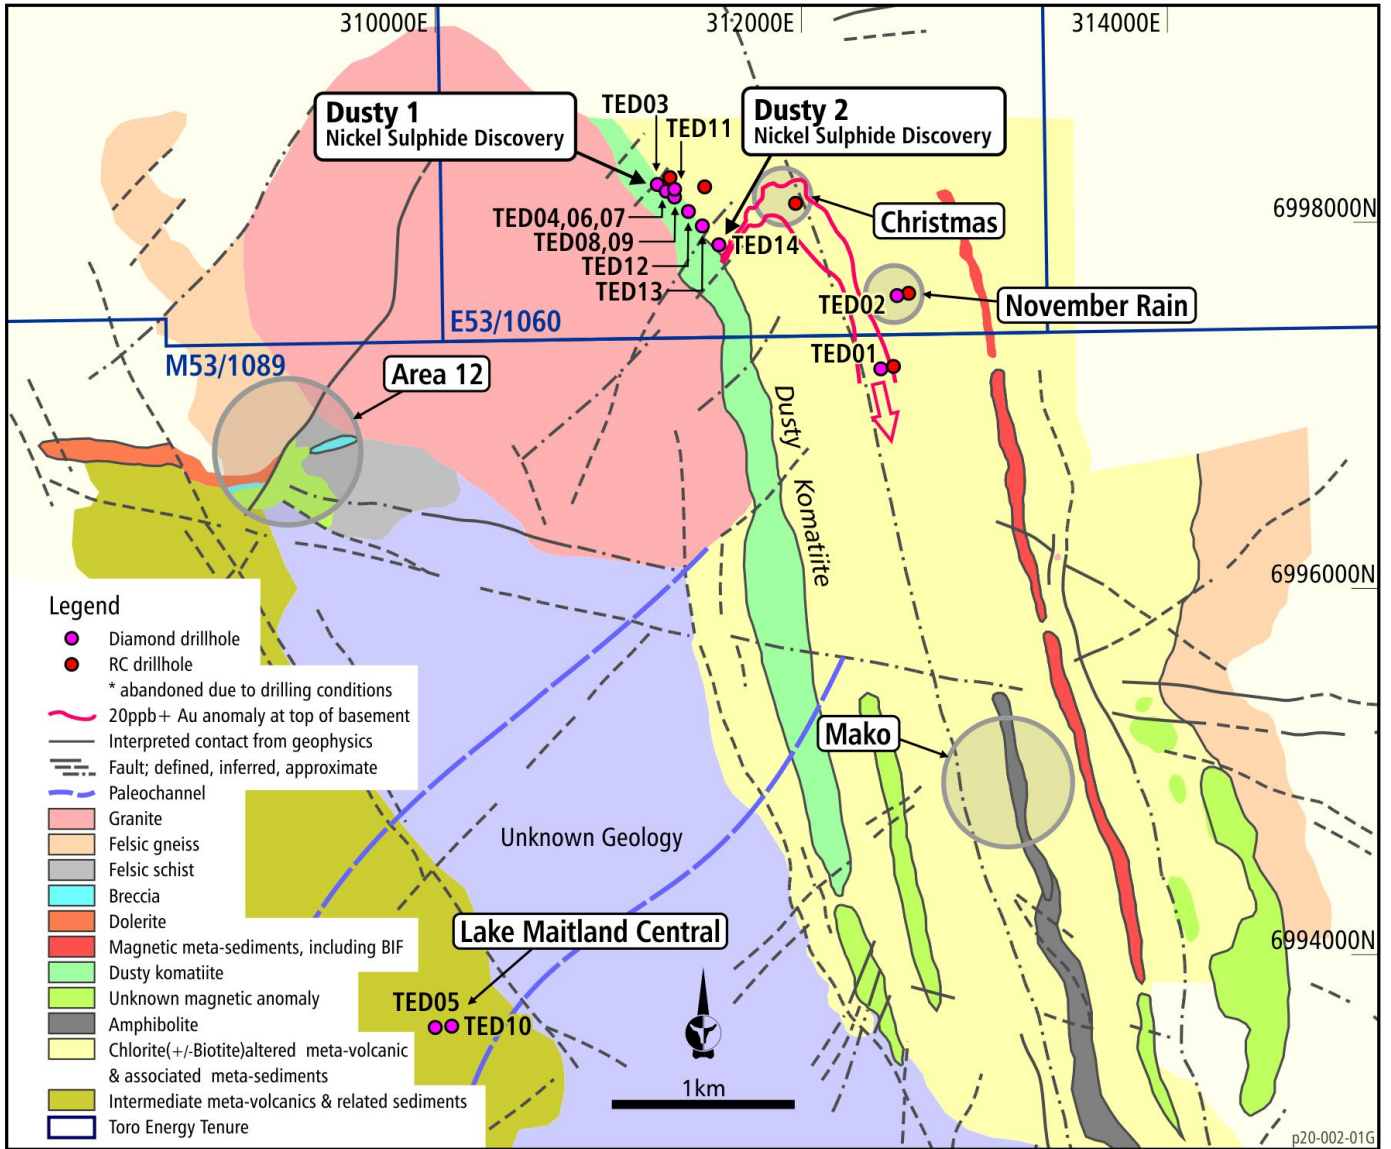 310000E
312000E
314000E
Dusty 1
Nickel Sulphide Discovery
TED03
TED11
Dusty 2
Nickel Sulphide Discovery
6998000N
TED04,06,07
TED08,09
TED12
TED13
TED14
Christmas
TED02
November Rain
E53/1060
M53/1089
TED01
Area 12
Dusty Komatiite
6996000N
Mako
Unknown Geology
Lake Maitland Central
6994000N
TED05
TED10
1km
Legend
Diamond drillhole
RC drillhole
* abandoned due to drilling conditions
20ppb+ Au anomaly at top of basement
Interpreted contact from geophysics
Fault; defined, inferred, approximate
Paleochannel
Granite
Felsic gneiss
Felsic schist
Breccia
Dolerite
Magnetic meta-sediments, including BIF
Dusty komatiite
Unknown magnetic anomaly
Amphibolite
Chlorite(+/-Biotite)altered meta-volcanic
& associated meta-sediments
Intermediate meta-volcanics & related sediments
Toro Energy Tenure
p20-002-01G